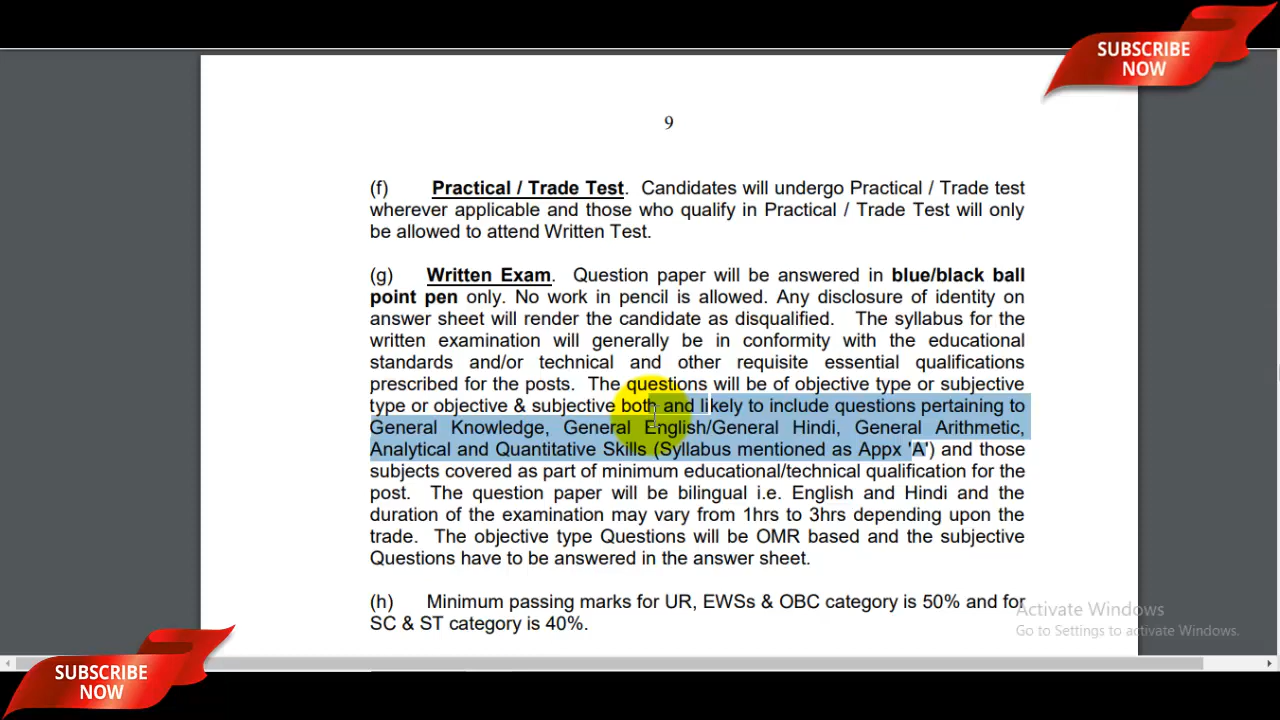 SUBSCRIBE
NOW
9
(f) Practical / Trade Test. Candidates will undergo Practical / Trade test
wherever applicable and those who qualify in Practical / Trade Test will only
be allowed to attend Written Test.
(g) Written Exam. Question paper will be answered in blue/black ball
point pen only. No work in pencil is allowed. Any disclosure of identity on
answer sheet will render the candidate as disqualified. The syllabus for the
written examination will generally be in conformity with the educational
standards and/or technical and other requisite essential qualifications
prescribed for the posts. The questions will be of objective type or subjective
type or objective & subjective both and likely to include questions pertaining to
General Knowledge, General English/General Hindi, General Arithmetic,
Analytical and Quantitative Skills (Syllabus mentioned as Appx 'A') and those
subjects covered as part of minimum educational/technical qualification for the
post. The question paper will be bilingual i.e. English and Hindi and the
duration of the examination may vary from 1hrs to 3hrs depending upon the
trade. The objective type Questions will be OMR based and the subjective
Questions have to be answered in the answer sheet.
(h) Minimum passing marks for UR, EWSs & OBC category is 50% and for
SC & ST category is 40%.
Activate Windows
Go to Settings to activate Windows.
SUBSCRIBE
NOW